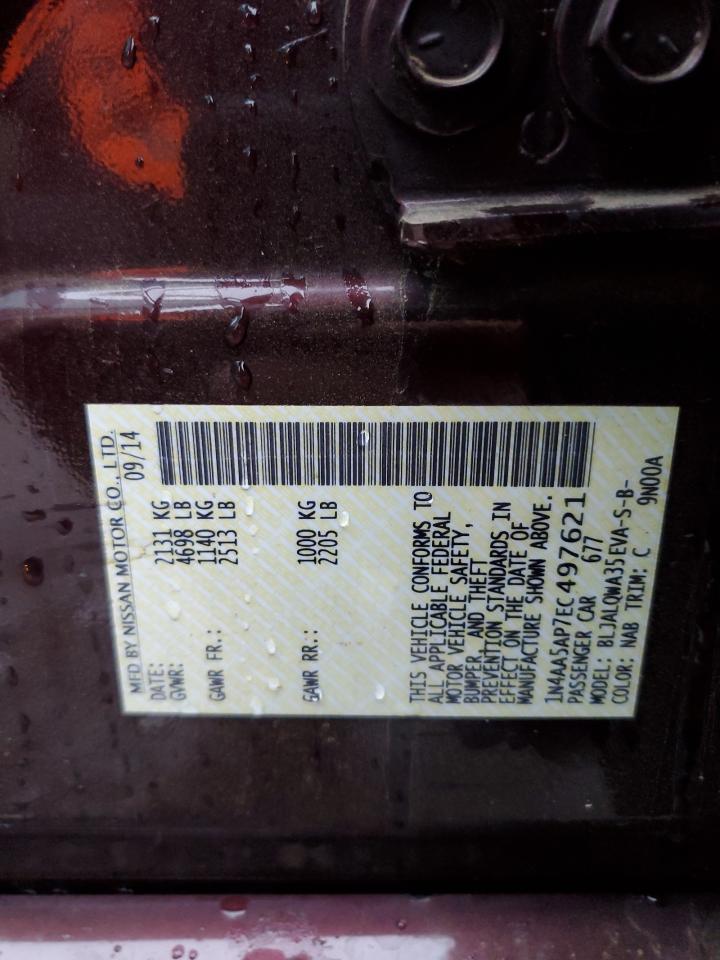 MFD BY NISSAN MOTOR CO., LTD.
DATE: 09/14
GVWR: 2131 KG
4698 LB
GAWR FR.: 1140 KG
2513 LB
GAWR RR.: 1000 KG
2205 LB
THIS VEHICLE CONFORMS TO
ALL APPLICABLE FEDERAL
MOTOR VEHICLE SAFETY,
BUMPER, AND THEFT
PREVENTION STANDARDS IN
EFFECT ON THE DATE OF
MANUFACTURE SHOWN ABOVE.
1N4AA5AP7EC497621
PASSENGER CAR 677
MODEL: BLJALQWA35EVA-S-B-
COLOR: NAB TRIM: C 9N00A